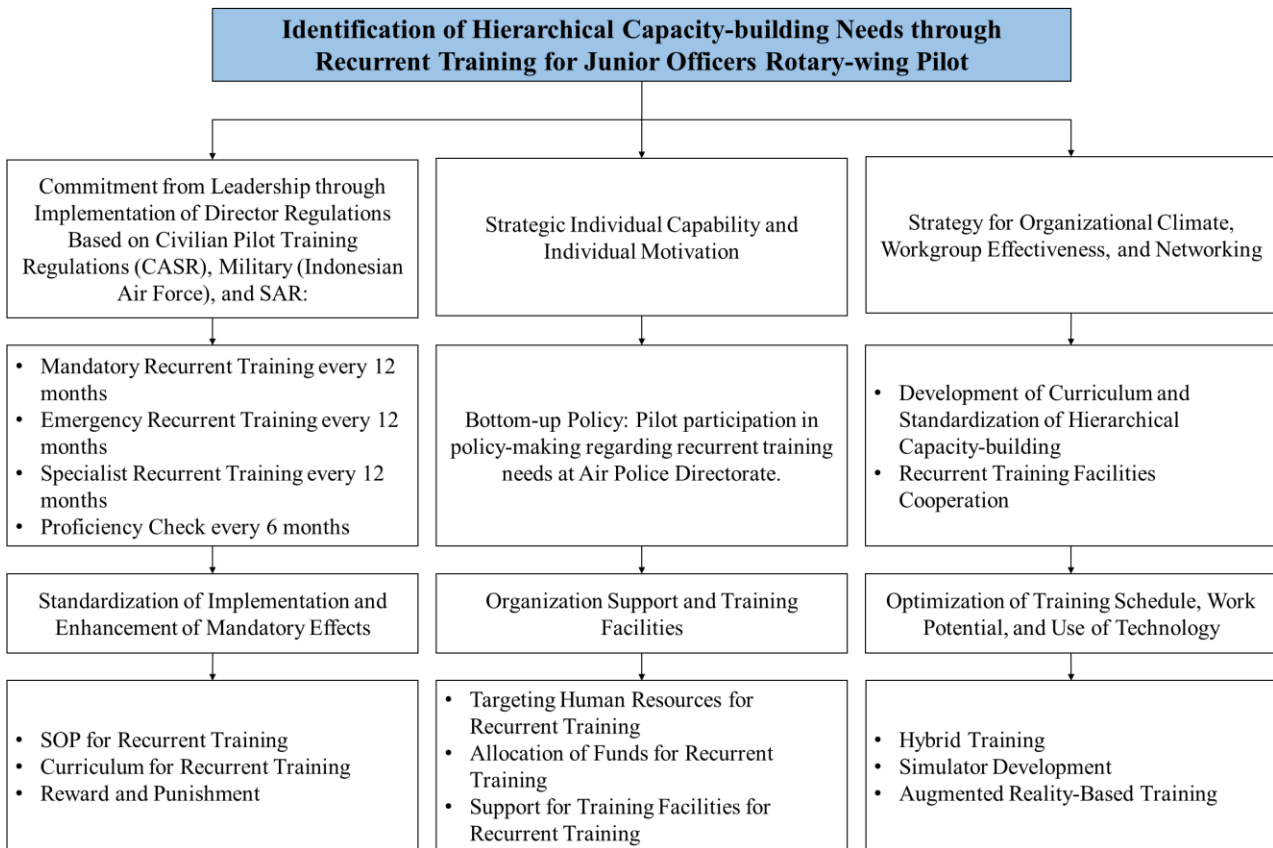 Identification of Hierarchical Capacity-building Needs through
Recurrent Training for Junior Officers Rotary-wing Pilot
Commitment from Leadership through
Implementation of Director Regulations
Based on Civilian Pilot Training
Regulations (CASR), Military (Indonesian
Air Force), and SAR:
• Mandatory Recurrent Training every 12
months
• Emergency Recurrent Training every 12
months
• Specialist Recurrent Training every 12
months
• Proficiency Check every 6 months
Standardization of Implementation and
Enhancement of Mandatory Effects
• SOP for Recurrent Training
• Curriculum for Recurrent Training
• Reward and Punishment
Strategic Individual Capability and
Individual Motivation
Bottom-up Policy: Pilot participation in
policy-making regarding recurrent training
needs at Air Police Directorate.
Organization Support and Training
Facilities
• Targeting Human Resources for
Recurrent Training
• Allocation of Funds for Recurrent
Training
• Support for Training Facilities for
Recurrent Training
Strategy for Organizational Climate,
Workgroup Effectiveness, and Networking
• Development of Curriculum and
Standardization of Hierarchical
Capacity-building
• Recurrent Training Facilities
Cooperation
Optimization of Training Schedule, Work
Potential, and Use of Technology
• Hybrid Training
• Simulator Development
• Augmented Reality-Based Training